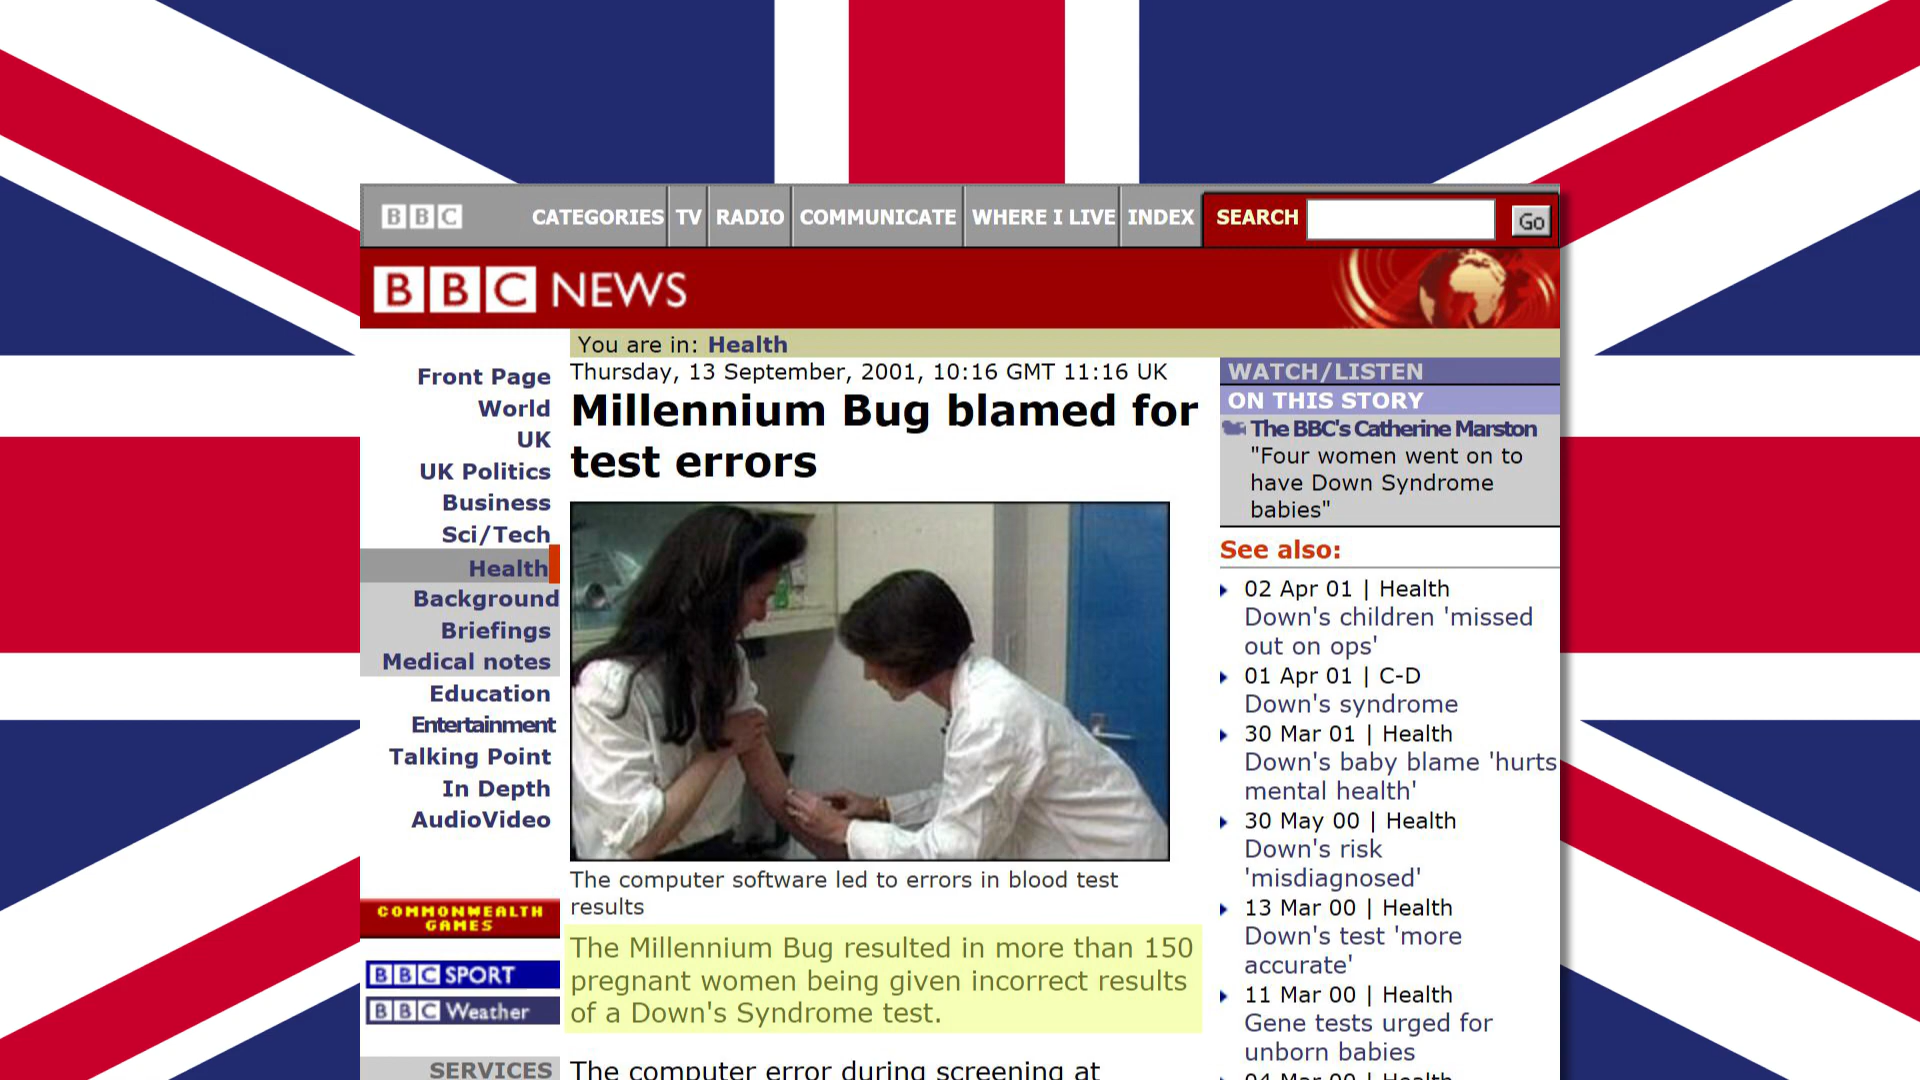 BBC
CATEGORIES TV RADIO COMMUNICATE WHERE I LIVE INDEX SEARCH Go
BBC NEWS
You are in: Health
Front Page
World
UK
UK Politics
Business
Sci/Tech
Health
Background
Briefings
Medical notes
Education
Entertainment
Talking Point
In Depth
AudioVideo
COMMONWEALTH
GAMES
BBC SPORT
BBC Weather
SERVICES
Thursday, 13 September, 2001, 10:16 GMT 11:16 UK
Millennium Bug blamed for
test errors
The computer software led to errors in blood test
results
The Millennium Bug resulted in more than 150
pregnant women being given incorrect results
of a Down's Syndrome test.
The computer error during screening at
WATCH/LISTEN
ON THIS STORY
The BBC's Catherine Marston
"Four women went on to
have Down Syndrome
babies"
See also:
02 Apr 01 | Health
Down's children 'missed
out on ops'
01 Apr 01 | C-D
Down's syndrome
30 Mar 01 | Health
Down's baby blame 'hurts
mental health'
30 May 00 | Health
Down's risk
'misdiagnosed'
13 Mar 00 | Health
Down's test 'more
accurate'
11 Mar 00 | Health
Gene tests urged for
unborn babies
04 Mar 00 | Health